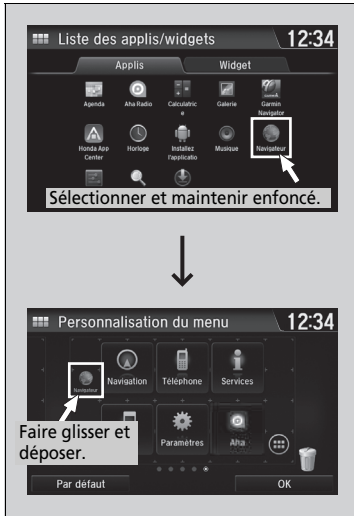 Liste des applis/widgets 12:34
Applis Widget
Agenda Aha Radio Calculatric
e Galerie Garmin
Navigator
Honda App
Center Horloge Installez
l'applicatio Musique Navigateur
Sélectionner et maintenir enfoncé.
Personnalisation du menu 12:34
Navigateur Navigation Téléphone Services
Faire glisser et
déposer.
Paramètres Aha
Par défaut OK